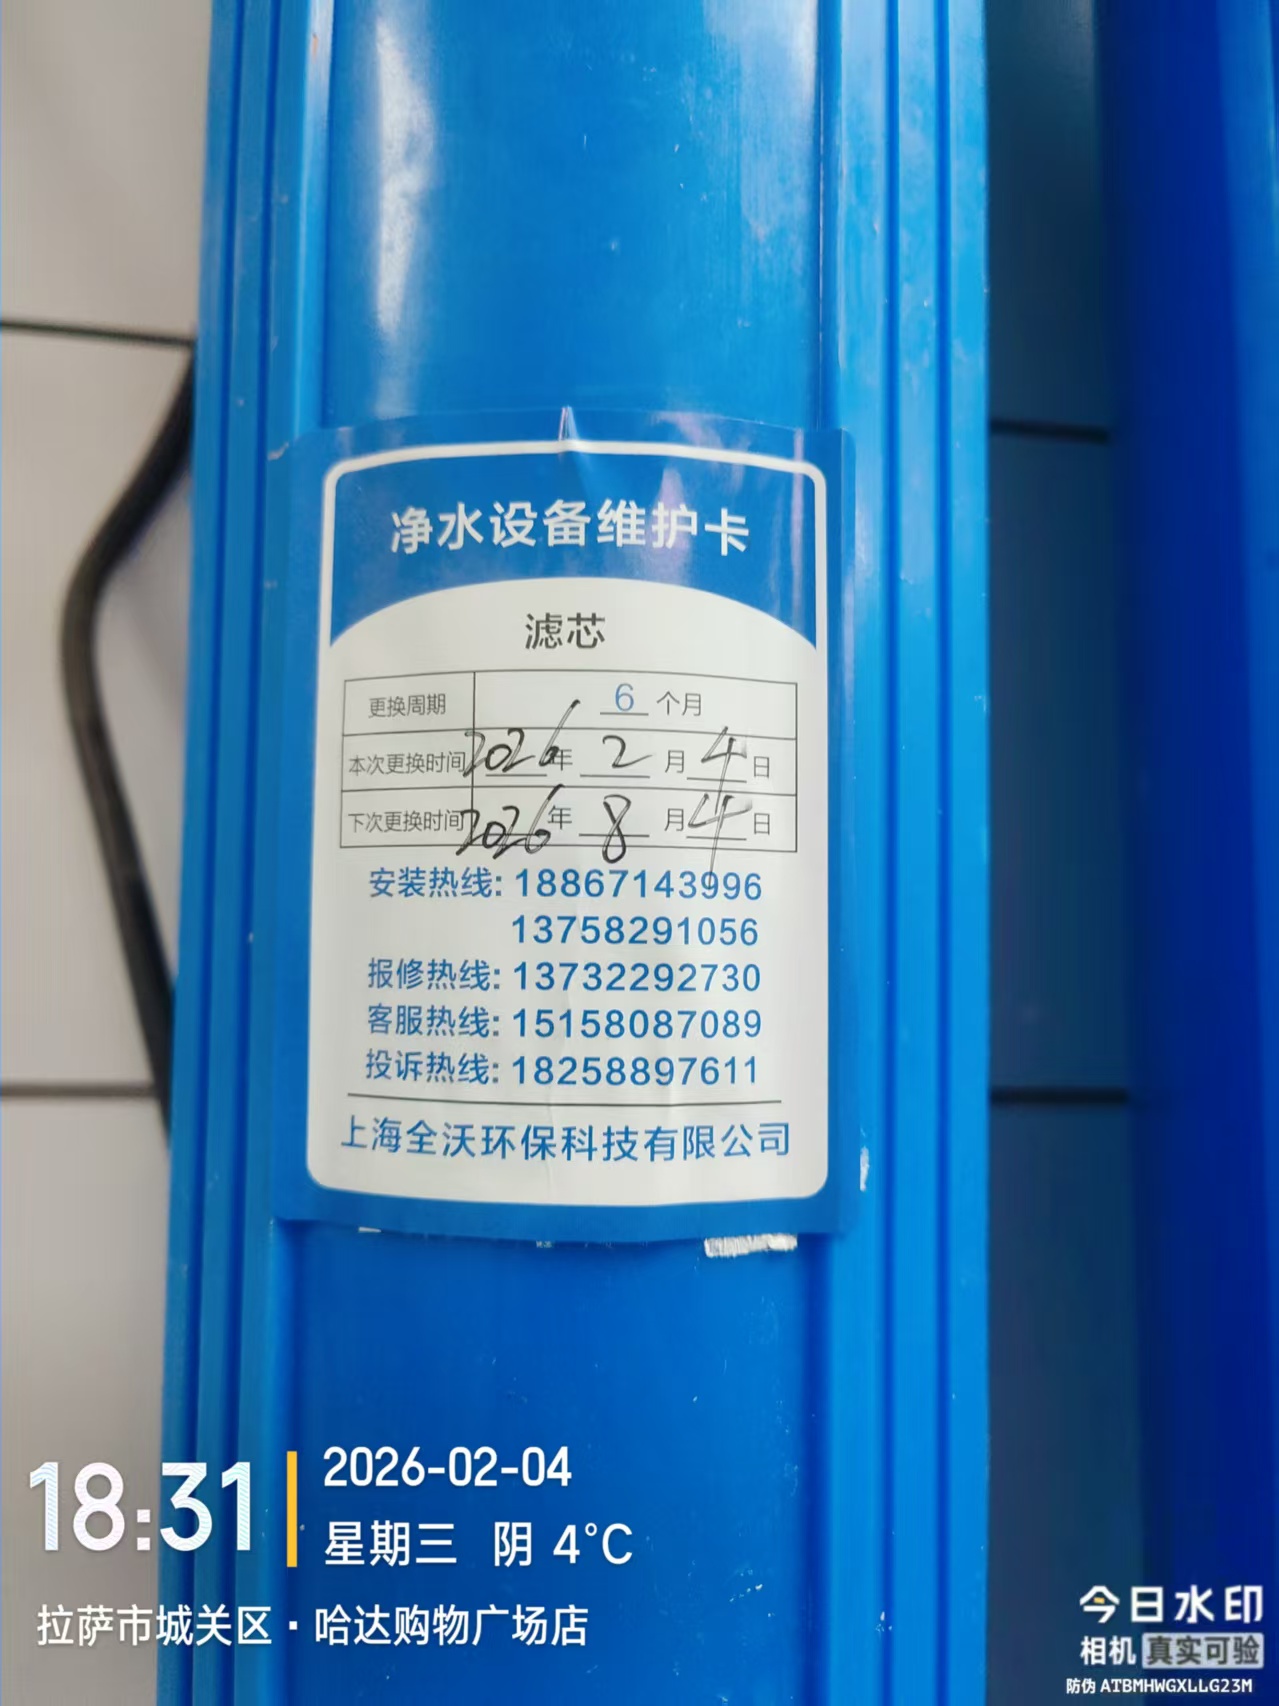 净水设备维护卡
滤芯
更换周期 6 个月
本次更换时间 2026 年 2 月 4 日
下次更换时间 2026 年 8 月 4 日
安装热线: 18867143996
13758291056
报修热线: 13732292730
客服热线: 15158087089
投诉热线: 18258897611
上海全沃环保科技有限公司
18:31
2026-02-04
星期三 阴 4°C
拉萨市城关区·哈达购物广场店
今日水印
相机 真实可验
防伪 ATBMHWGXLLG23M